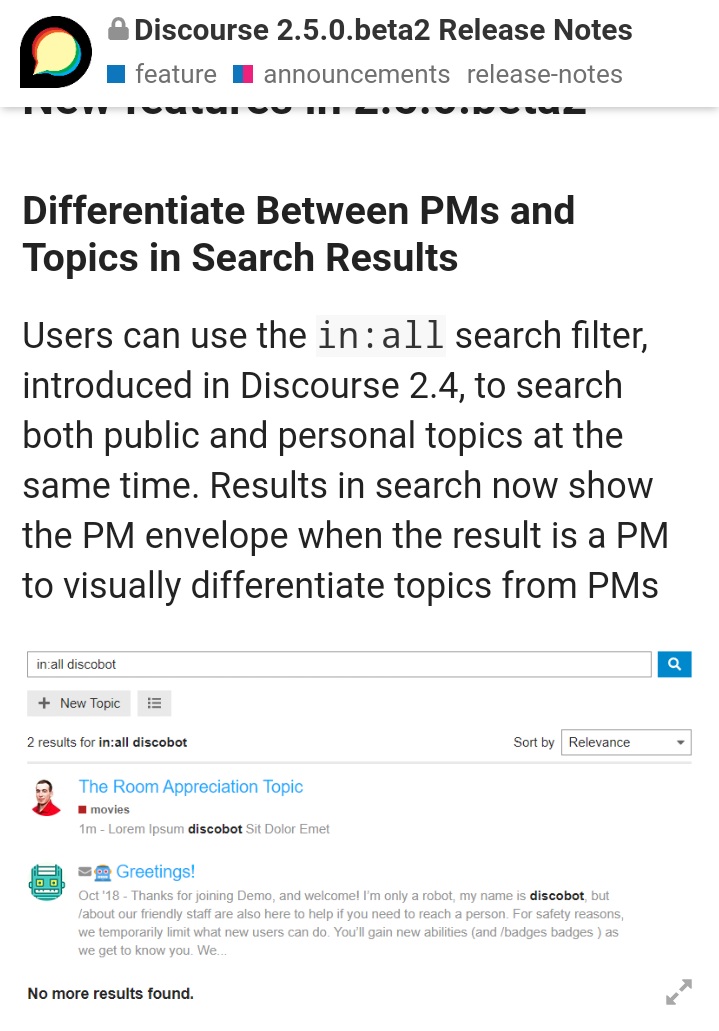 Discourse 2.5.0.beta2 Release Notes
feature announcements release-notes
New features in 2.5.0.beta2
Differentiate Between PMs and
Topics in Search Results
Users can use the in:all search filter,
introduced in Discourse 2.4, to search
both public and personal topics at the
same time. Results in search now show
the PM envelope when the result is a PM
to visually differentiate topics from PMs
in:all discobot
New Topic
2 results for in:all discobot Sort by Relevance
The Room Appreciation Topic
movies
1m - Lorem Ipsum discobot Sit Dolor Emet
Greetings!
Oct '18 - Thanks for joining Demo, and welcome! I'm only a robot, my name is discobot, but
/about our friendly staff are also here to help if you need to reach a person. For safety reasons,
we temporarily limit what new users can do. You'll gain new abilities (and /badges badges ) as
we get to know you. We...
No more results found.